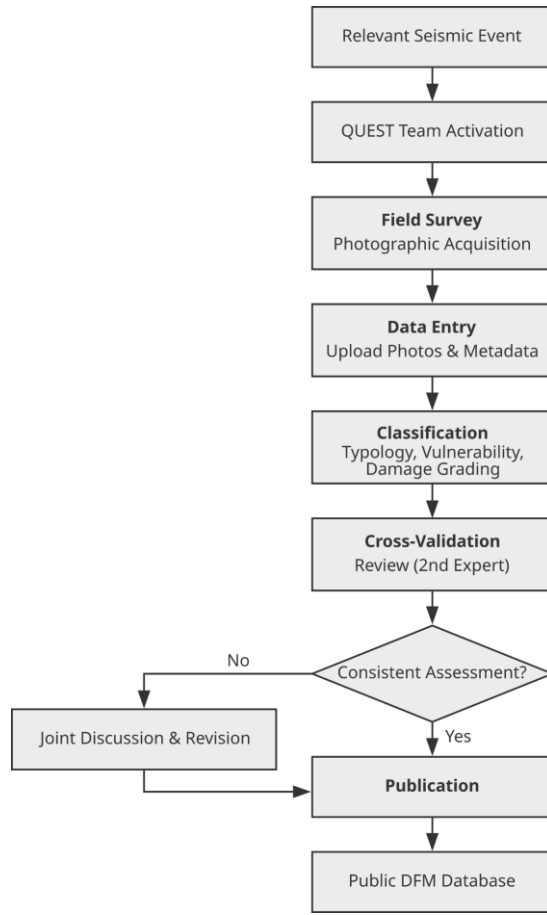 Relevant Seismic Event
QUEST Team Activation
Field Survey
Photographic Acquisition
Data Entry
Upload Photos & Metadata
Classification
Typology, Vulnerability,
Damage Grading
Cross-Validation
Review (2nd Expert)
Consistent Assessment?
No
Joint Discussion & Revision
Yes
Publication
Public DFM Database